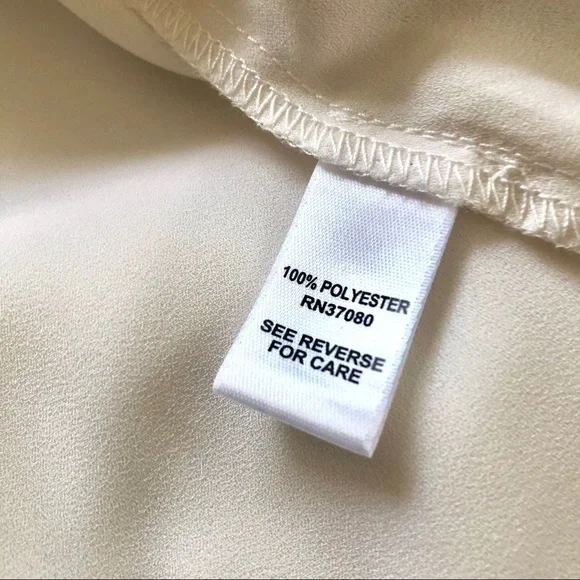 100% POLYESTER
RN37080
SEE REVERSE
FOR CARE